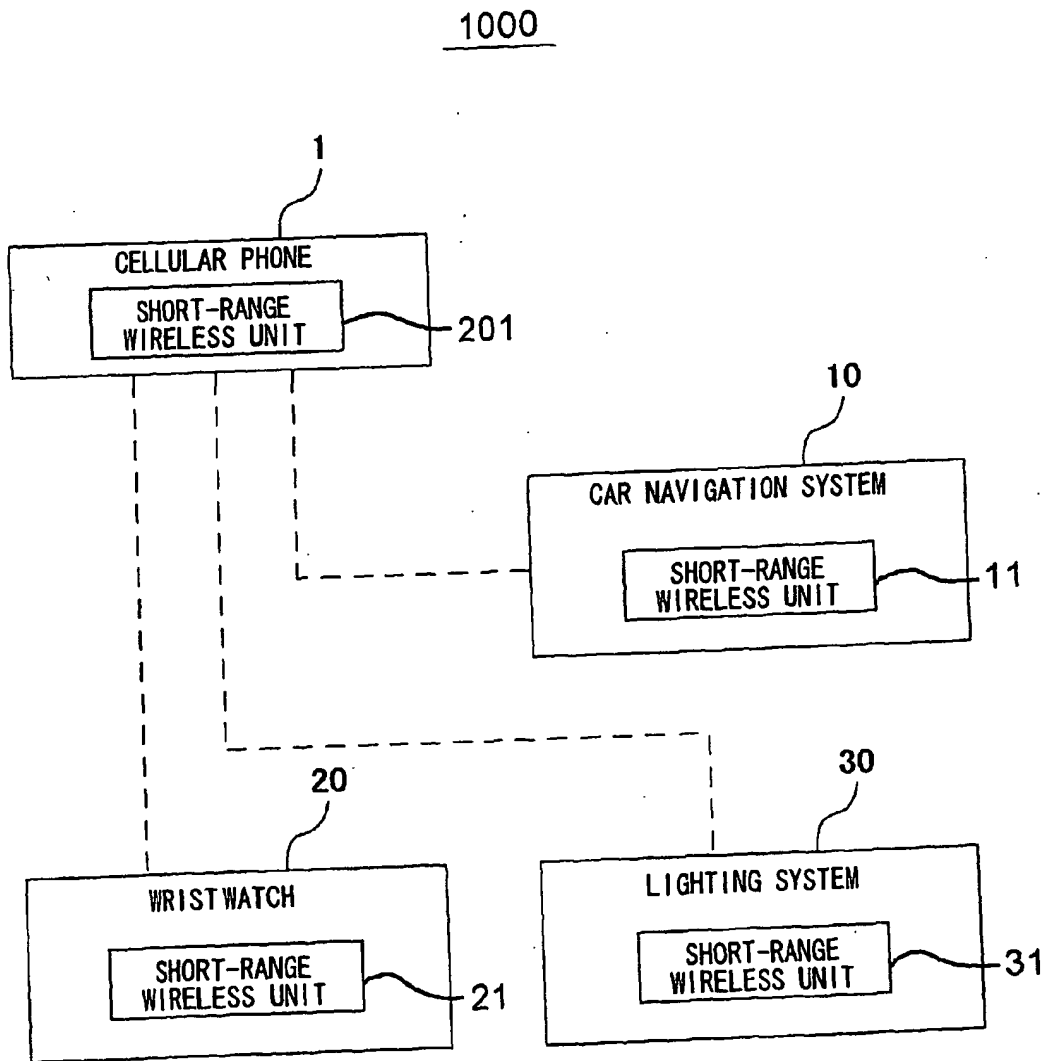 1000
1
CELLULAR PHONE
SHORT-RANGE
WIRELESS UNIT
201
10
CAR NAVIGATION SYSTEM
SHORT-RANGE
WIRELESS UNIT
11
20
WRISTWATCH
SHORT-RANGE
WIRELESS UNIT
21
30
LIGHTING SYSTEM
SHORT-RANGE
WIRELESS UNIT
31